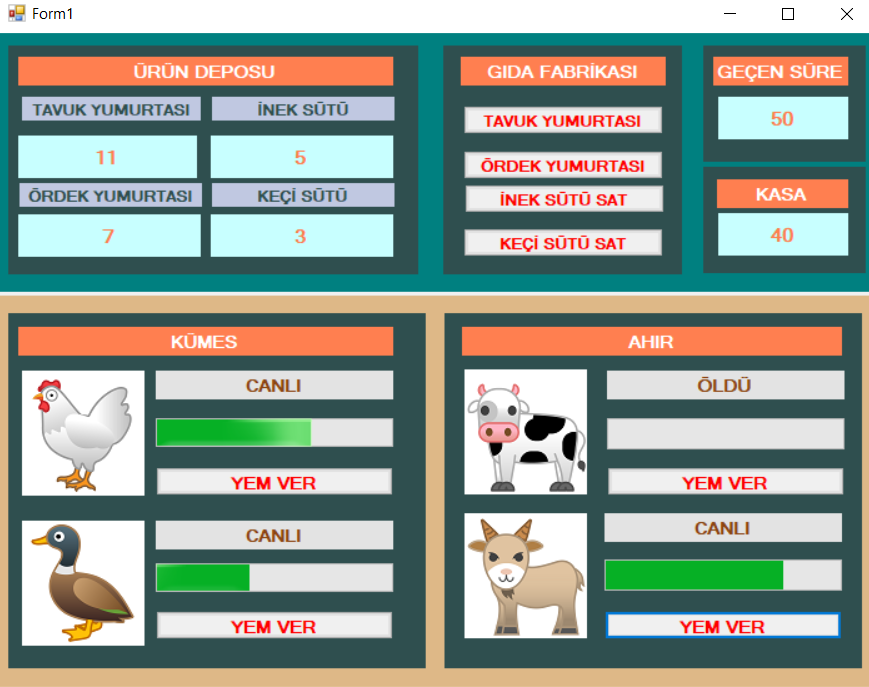 Form1
ÜRÜN DEPOSU
TAVUK YUMURTASI
İNEK SÜTÜ
11
5
ÖRDEK YUMURTASI
KEÇİ SÜTÜ
7
3
GIDA FABRİKASI
TAVUK YUMURTASI
ÖRDEK YUMURTASI
İNEK SÜTÜ SAT
KEÇİ SÜTÜ SAT
GEÇEN SÜRE
50
KASA
40
KÜMES
CANLI
YEM VER
CANLI
YEM VER
AHIR
ÖLDÜ
YEM VER
CANLI
YEM VER